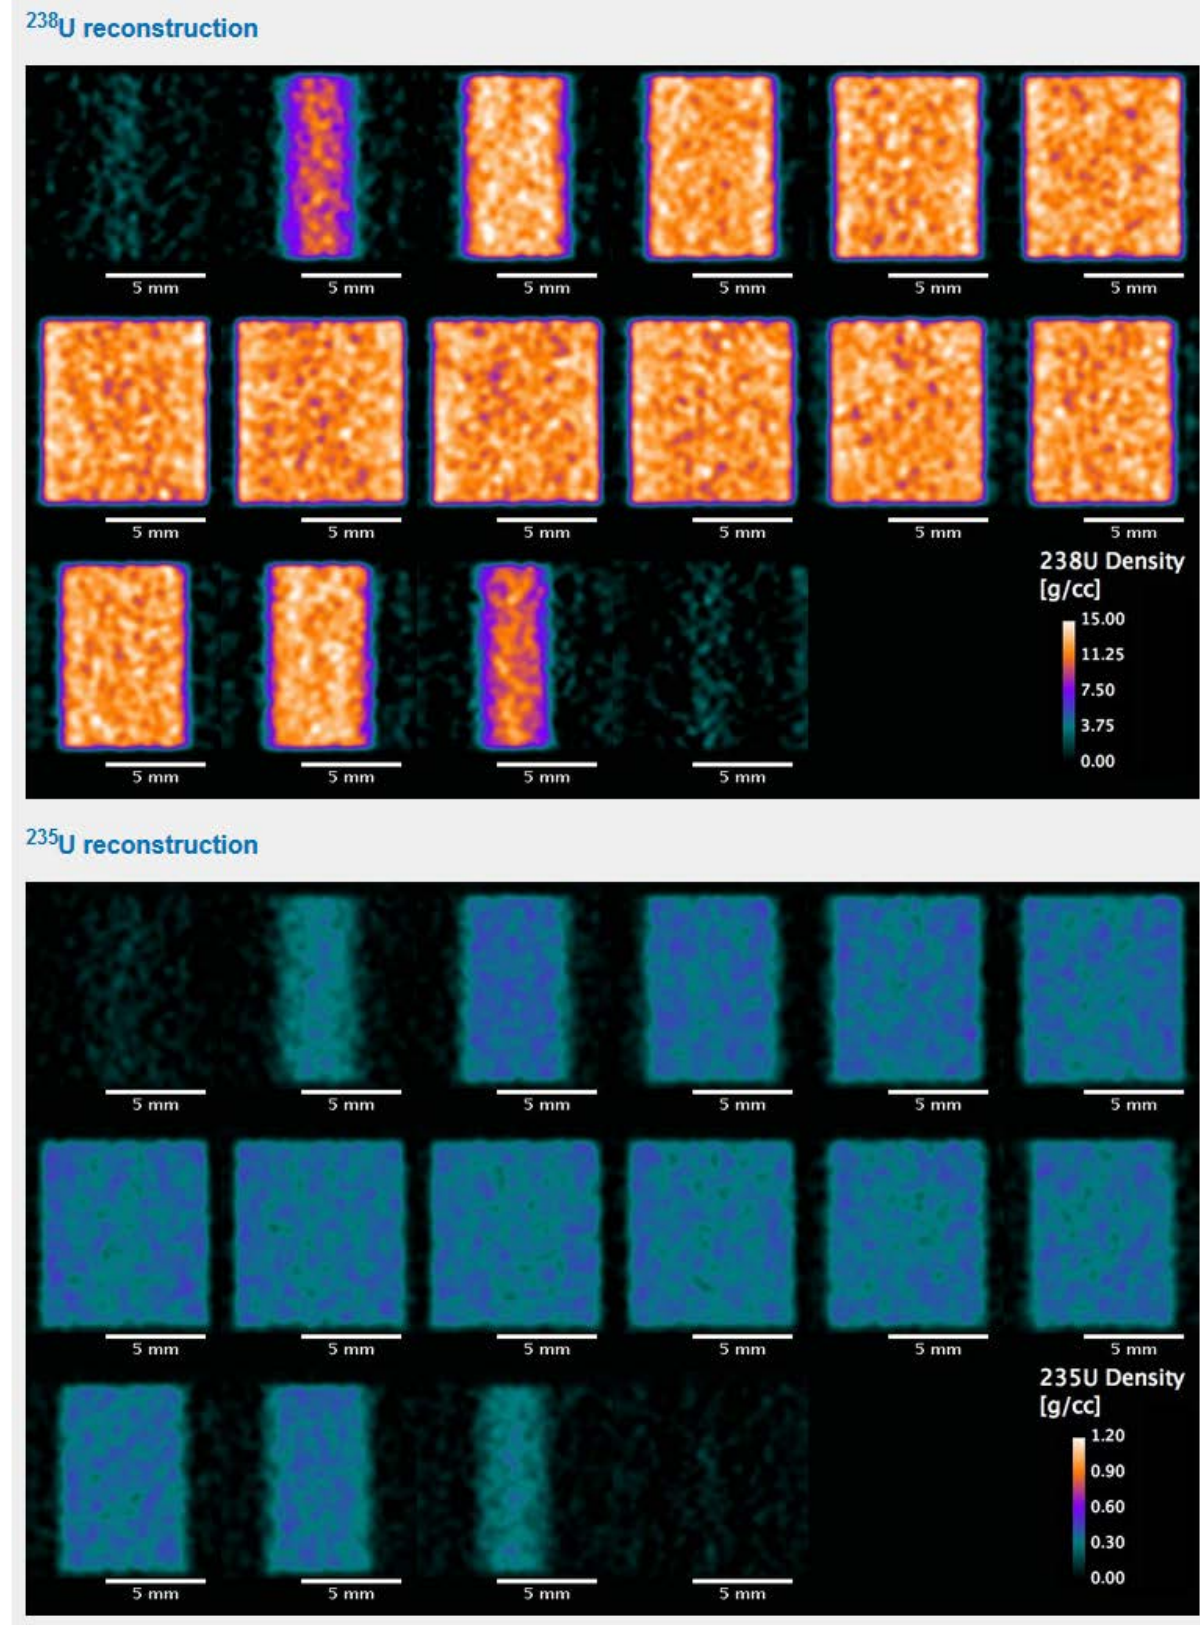 ²³⁸U reconstruction
5 mm 5 mm 5 mm 5 mm 5 mm 5 mm
5 mm 5 mm 5 mm 5 mm 5 mm 5 mm
238U Density
[g/cc]
15.00
11.25
7.50
3.75
0.00
5 mm 5 mm 5 mm 5 mm
²³⁵U reconstruction
5 mm 5 mm 5 mm 5 mm 5 mm 5 mm
5 mm 5 mm 5 mm 5 mm 5 mm 5 mm
235U Density
[g/cc]
1.20
0.90
0.60
0.30
0.00
5 mm 5 mm 5 mm 5 mm